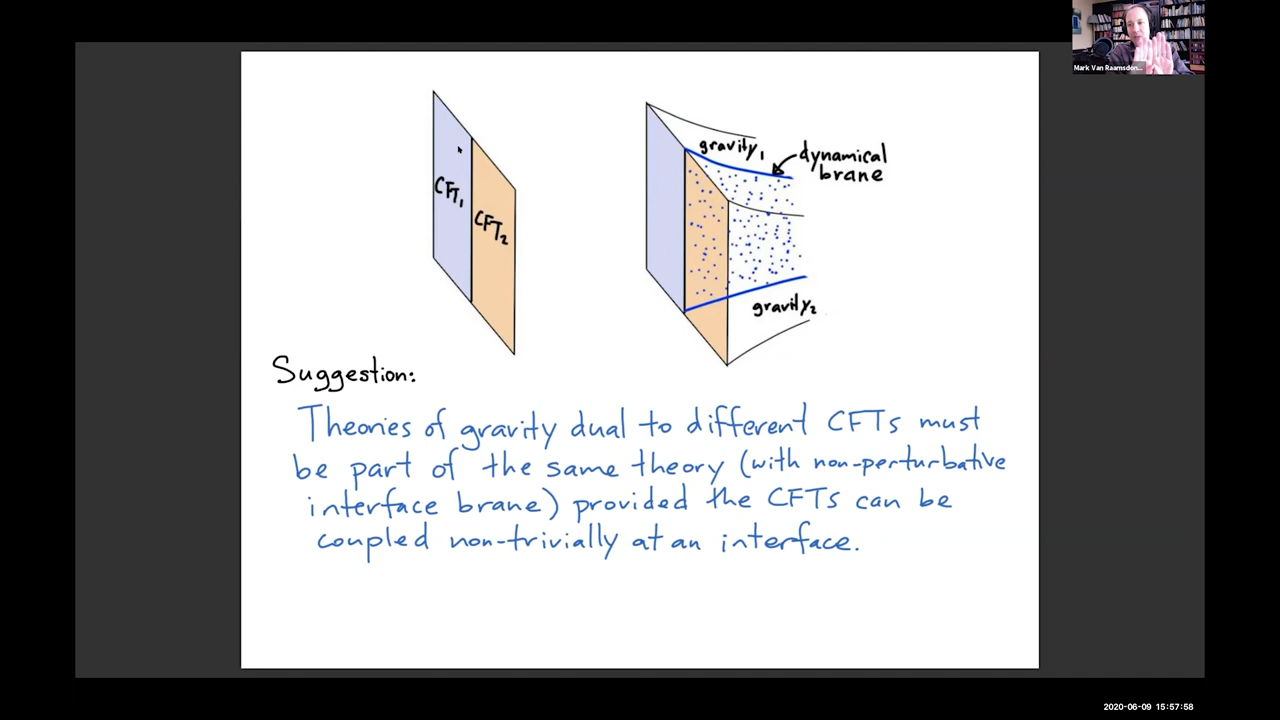 Mark Van Raamsdon...
CFT₁
CFT₂
gravity₁
dynamical
brane
gravity₂
Suggestion:
Theories of gravity dual to different CFTs must
be part of the same theory (with non-perturbative
interface brane) provided the CFTs can be
coupled non-trivially at an interface.
2020-06-09 15:57:58